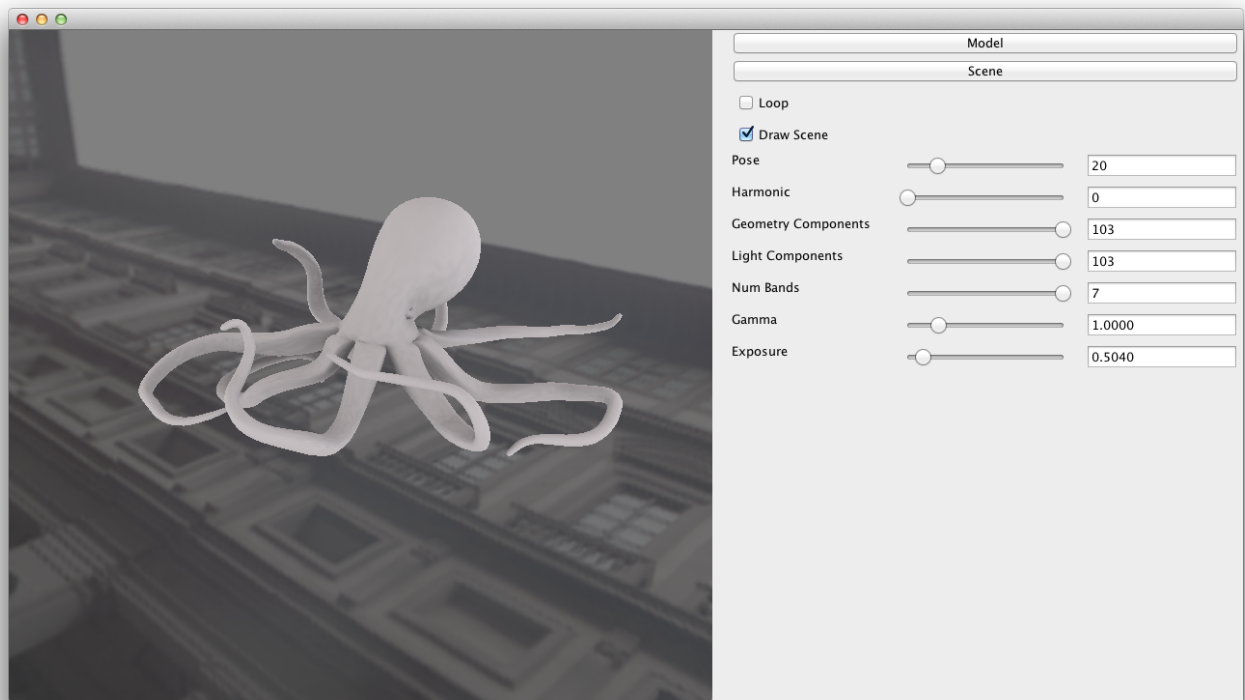 Model
Scene
Loop
Draw Scene
Pose 20
Harmonic 0
Geometry Components 103
Light Components 103
Num Bands 7
Gamma 1.0000
Exposure 0.5040